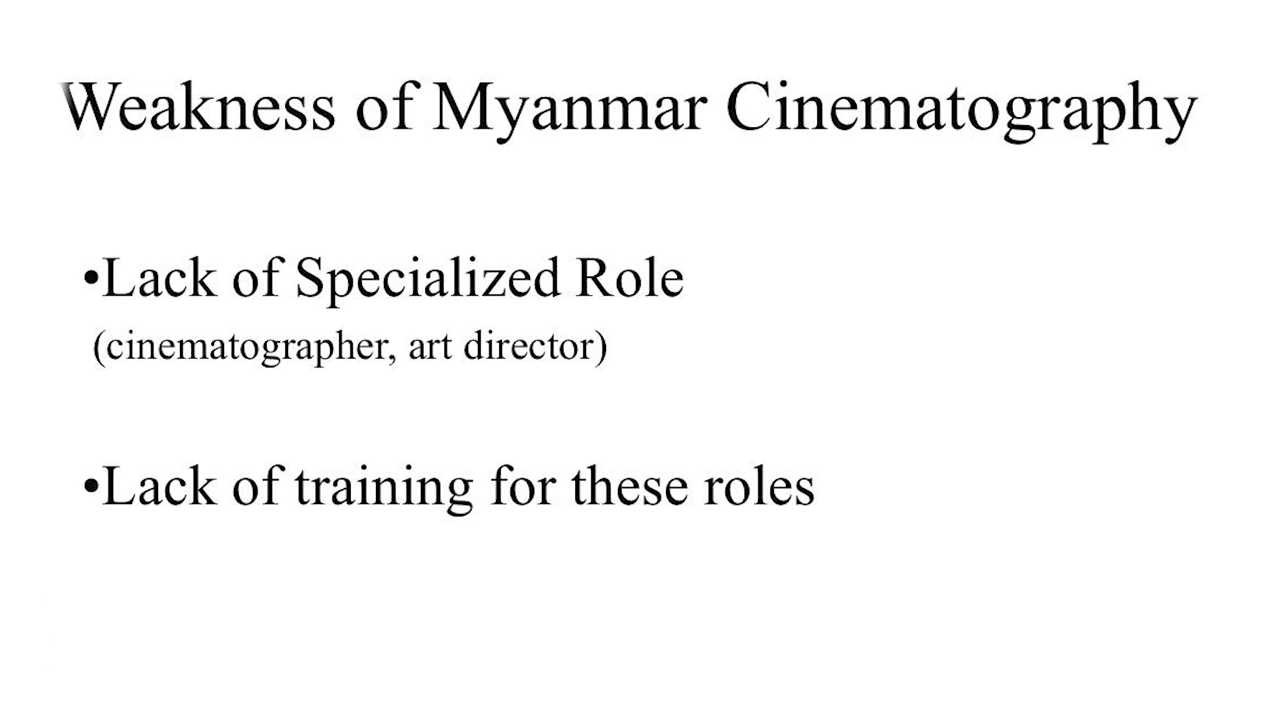 Weakness of Myanmar Cinematography
•Lack of Specialized Role
(cinematographer, art director)
•Lack of training for these roles